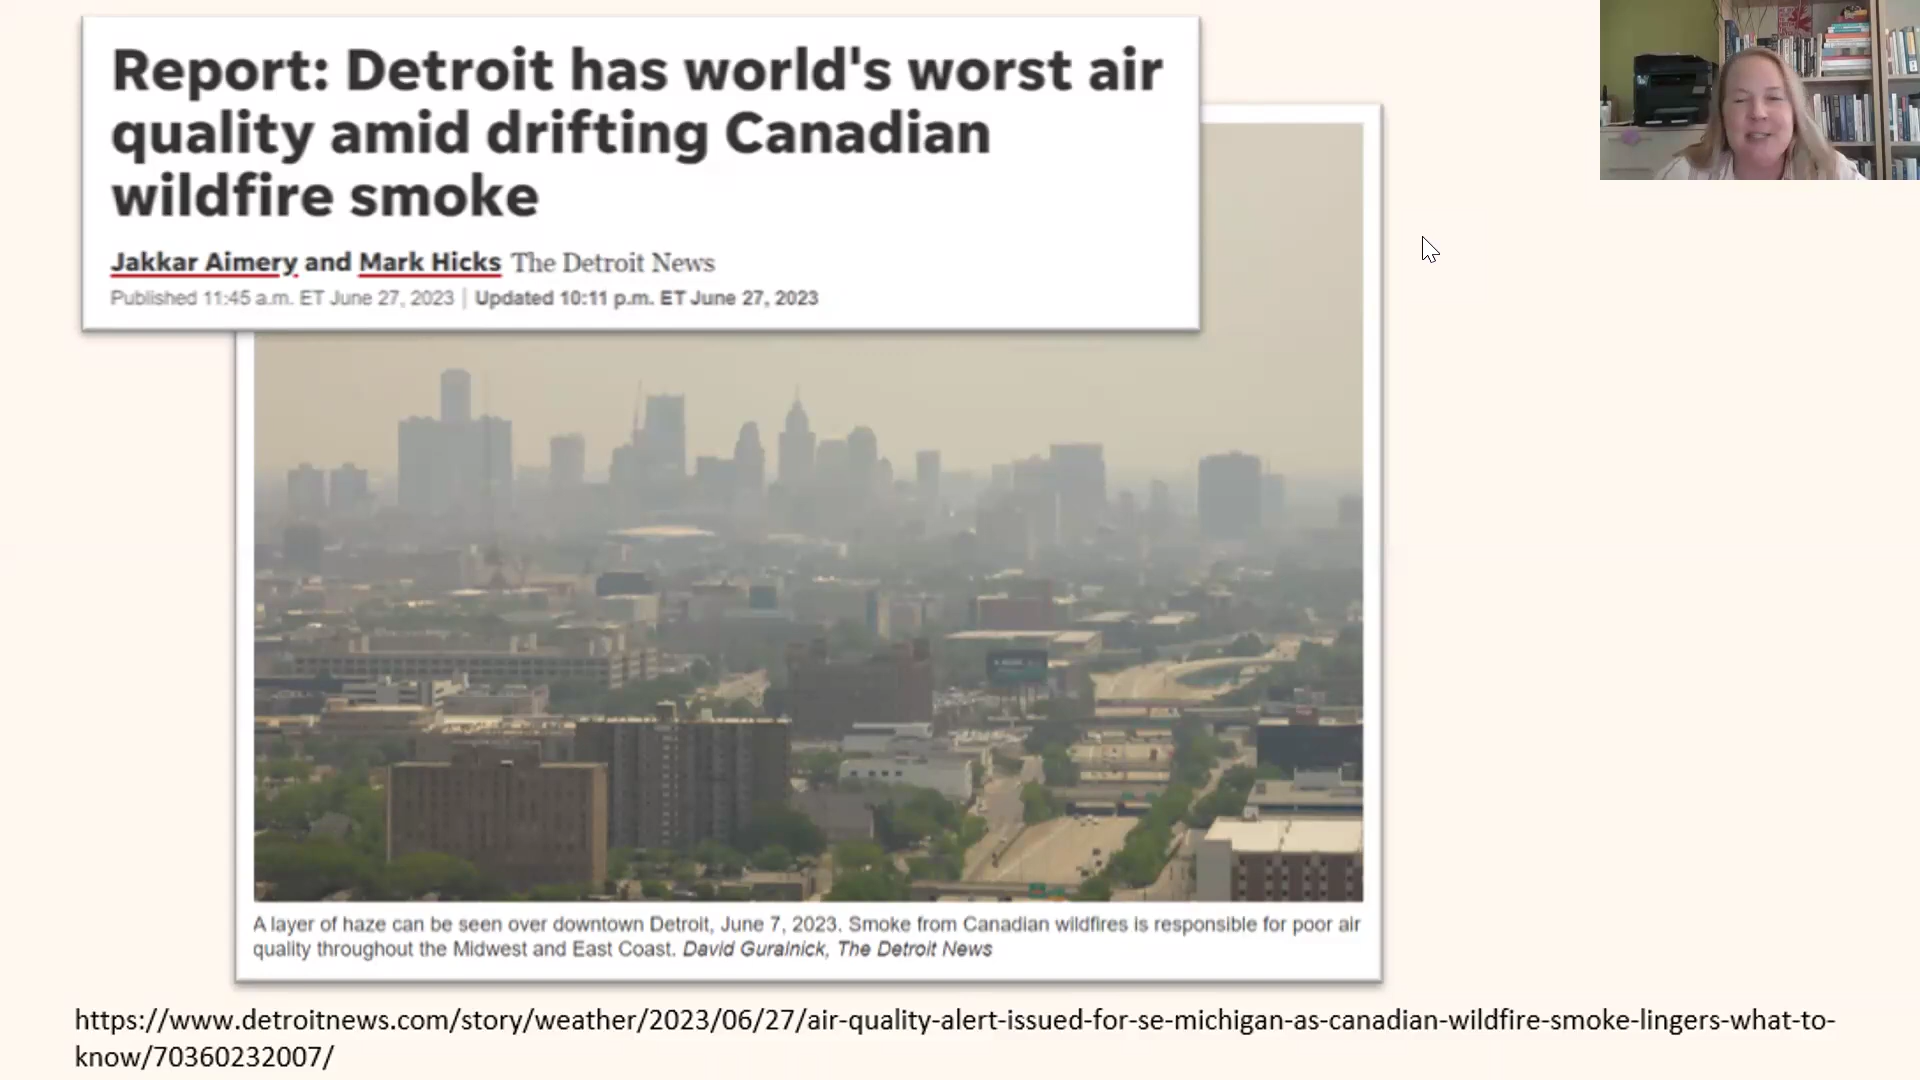 Report: Detroit has world's worst air
quality amid drifting Canadian
wildfire smoke
Jakkar Aimery and Mark Hicks The Detroit News
Published 11:45 a.m. ET June 27, 2023 | Updated 10:11 p.m. ET June 27, 2023
A layer of haze can be seen over downtown Detroit, June 7, 2023. Smoke from Canadian wildfires is responsible for poor air
quality throughout the Midwest and East Coast. David Guralnick, The Detroit News
https://www.detroitnews.com/story/weather/2023/06/27/air-quality-alert-issued-for-se-michigan-as-canadian-wildfire-smoke-lingers-what-to-
know/70360232007/